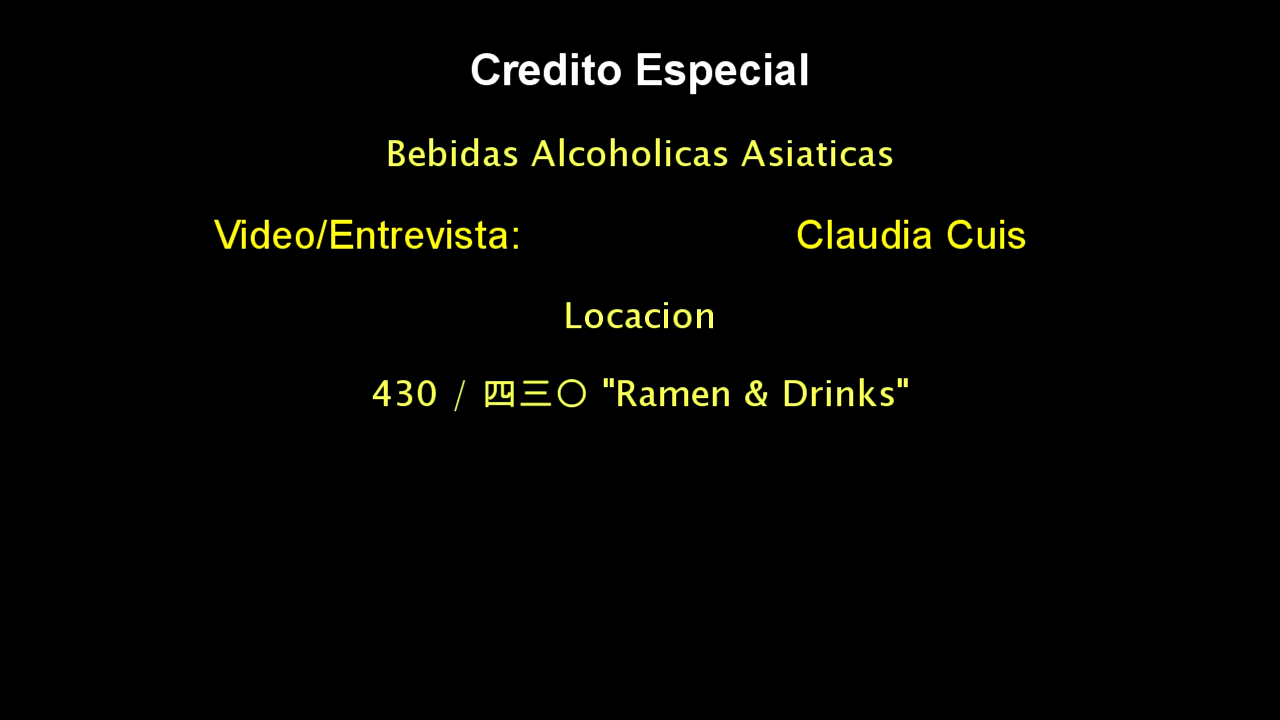 Credito Especial
Bebidas Alcoholicas Asiaticas
Video/Entrevista: Claudia Cuis
Locacion
430 / 四三〇 "Ramen & Drinks"